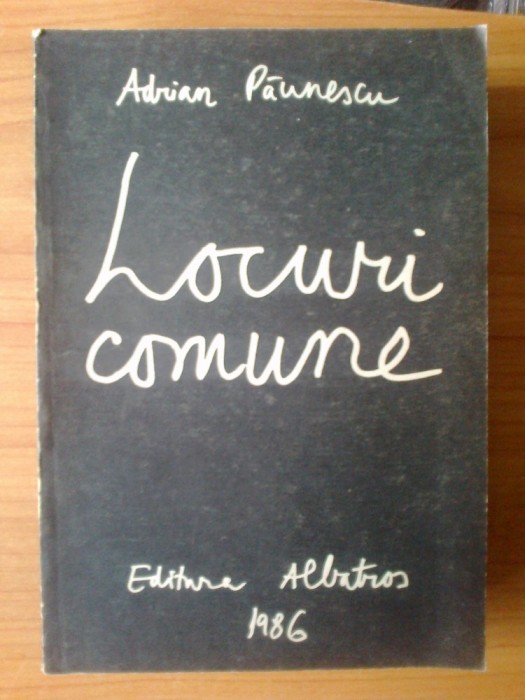 Adrian Păunescu
Locuri
comune
Editura Albatros
1986